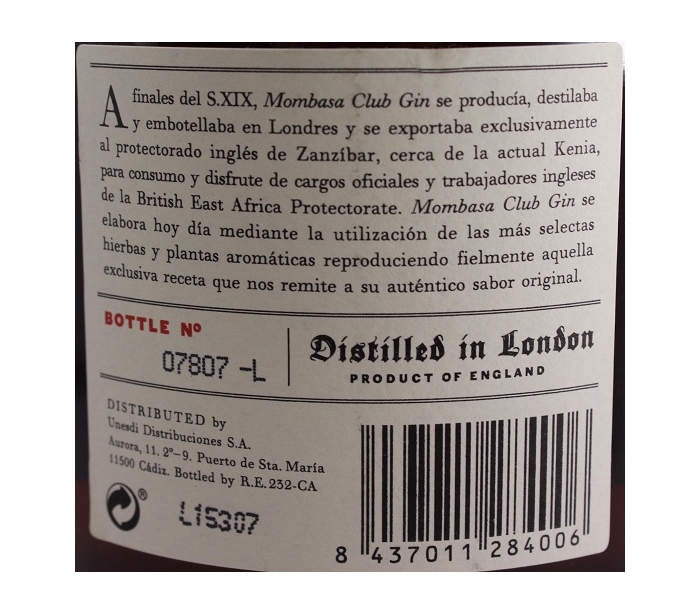 A finales del S.XIX, Mombasa Club Gin se producía, destilaba
y embotellaba en Londres y se exportaba exclusivamente
al protectorado inglés de Zanzíbar, cerca de la actual Kenia,
para consumo y disfrute de cargos oficiales y trabajadores ingleses
de la British East Africa Protectorate. Mombasa Club Gin se
elabora hoy día mediante la utilización de las más selectas
hierbas y plantas aromáticas reproduciendo fielmente aquella
exclusiva receta que nos remite a su auténtico sabor original.
BOTTLE Nº
07807 -L
Distilled in London
PRODUCT OF ENGLAND
DISTRIBUTED by
Unesdi Distribuciones S.A.
Aurora, 11. 2º-9. Puerto de Sta. María
11500 Cádiz. Bottled by R.E. 232-CA
®
L15307
8 437011 284006